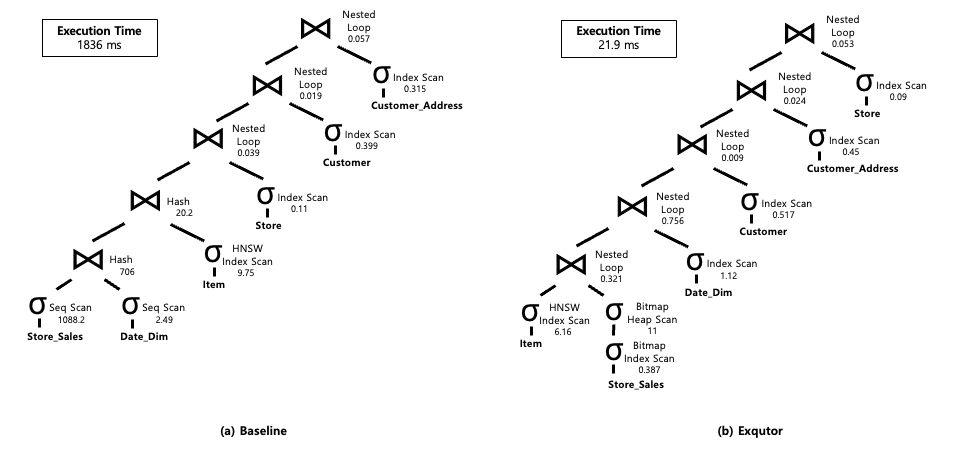 Execution Time
1836 ms
Nested
Loop
0.057
Nested
Loop
0.019
σ Index Scan
0.315
Customer_Address
Nested
Loop
0.039
σ Index Scan
0.399
Customer
Hash
20.2
σ Index Scan
0.11
Store
Hash
706
σ HNSW
Index Scan
9.75
Item
σ Seq Scan
1088.2
Store_Sales
σ Seq Scan
2.49
Date_Dim
(a) Baseline
Execution Time
21.9 ms
Nested
Loop
0.053
Nested
Loop
0.024
σ Index Scan
0.09
Store
Nested
Loop
0.009
σ Index Scan
0.45
Customer_Address
Nested
Loop
0.756
σ Index Scan
0.517
Customer
Nested
Loop
0.321
σ Index Scan
1.12
Date_Dim
σ HNSW
Index Scan
6.16
Item
σ Bitmap
Heap Scan
11
σ Bitmap
Index Scan
0.387
Store_Sales
(b) Exqutor